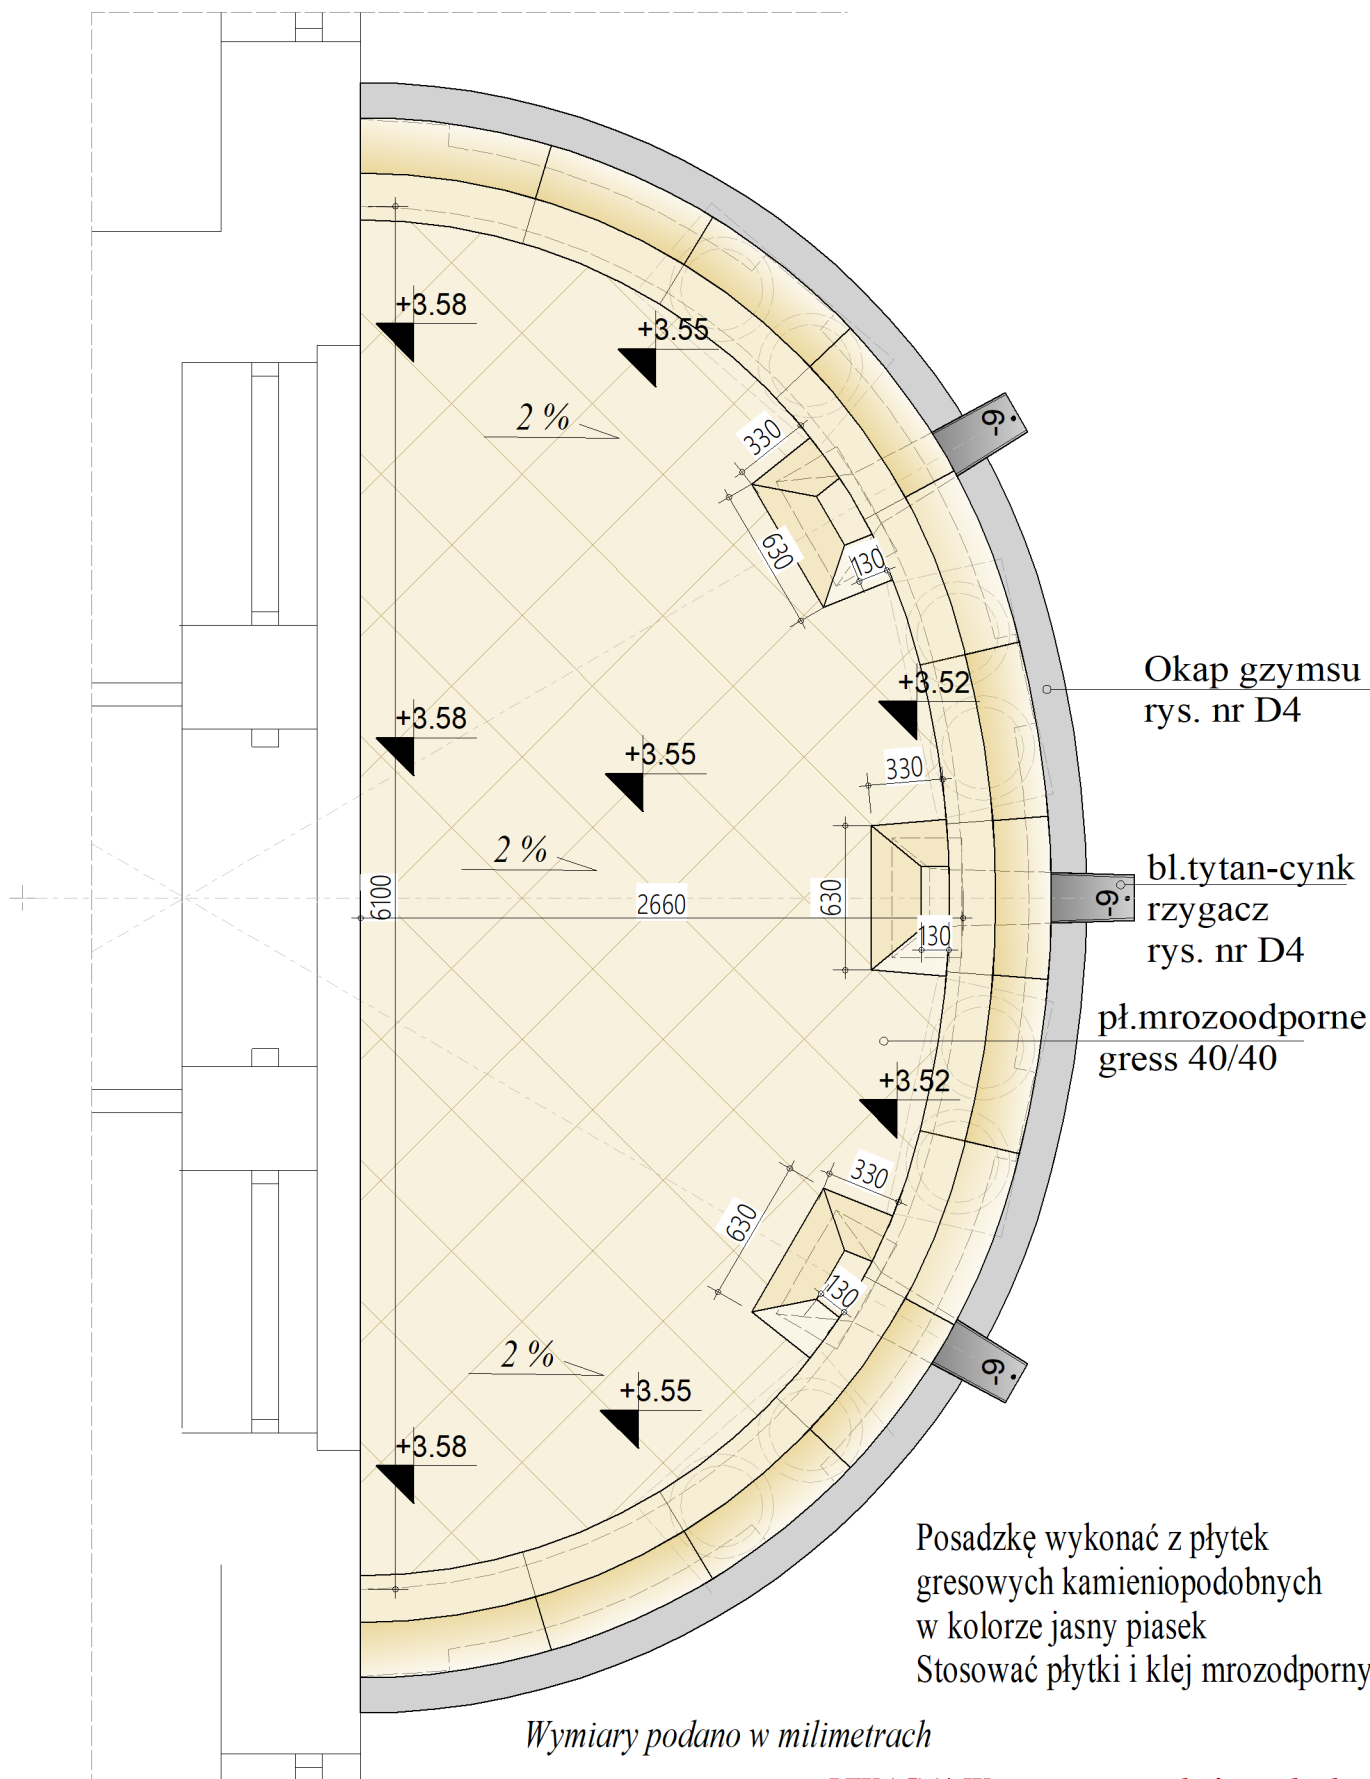 +3.58
+3.55
2 %
330
630
130
Okap gzymsu
rys. nr D4
+3.52
+3.58
+3.55
330
2 %
bl.tytan-cynk
rzygacz
rys. nr D4
6100
2660
630
130
pł.mrozoodporne
gress 40/40
+3.52
330
630
130
2 %
+3.55
+3.58
Posadzkę wykonać z płytek
gresowych kamieniopodobnych
w kolorze jasny piasek
Stosować płytki i klej mrozodporny
Wymiary podano w milimetrach